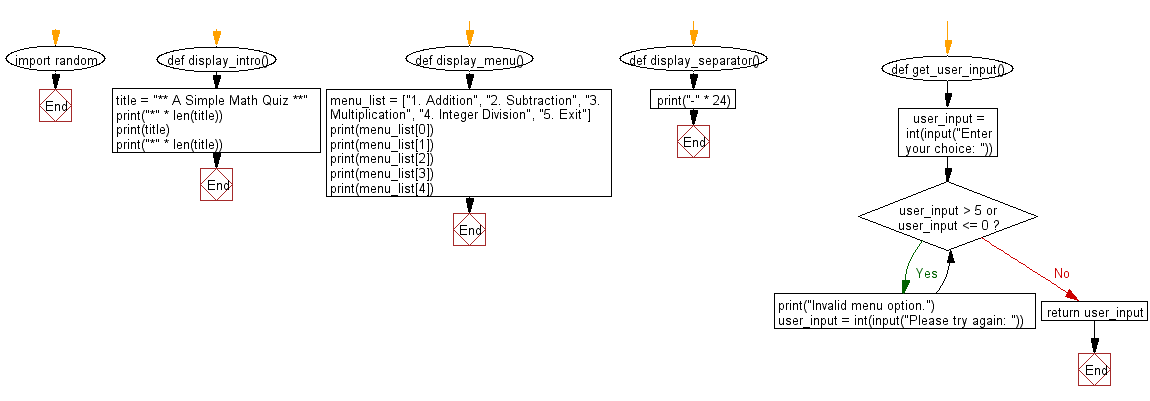 import random
End
def display_intro()
title = "** A Simple Math Quiz **"
print("*" * len(title))
print(title)
print("*" * len(title))
End
def display_menu()
menu_list = ["1. Addition", "2. Subtraction", "3.
Multiplication", "4. Integer Division", "5. Exit"]
print(menu_list[0])
print(menu_list[1])
print(menu_list[2])
print(menu_list[3])
print(menu_list[4])
End
def display_separator()
print("-" * 24)
End
def get_user_input()
user_input =
int(input("Enter
your choice: "))
user_input > 5 or
user_input <= 0 ?
Yes
No
print("Invalid menu option.")
user_input = int(input("Please try again: "))
return user_input
End